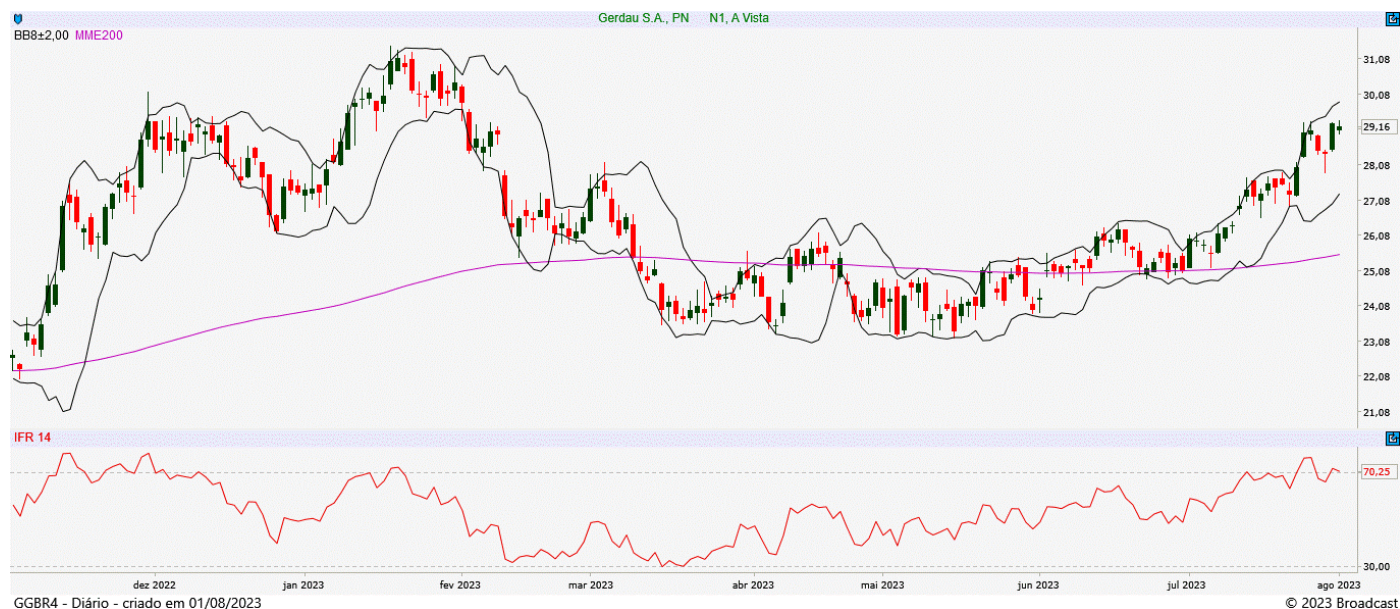 Gerdau S.A., PN N1, A Vista
BB8±2,00 MME200
31,08
30,08
29,16
28,08
27,08
26,08
25,08
24,08
23,08
22,08
21,08
IFR 14
70,25
30,00
dez 2022 jan 2023 fev 2023 mar 2023 abr 2023 mai 2023 jun 2023 jul 2023 ago 2023
GGBR4 - Diário - criado em 01/08/2023 © 2023 Broadcast